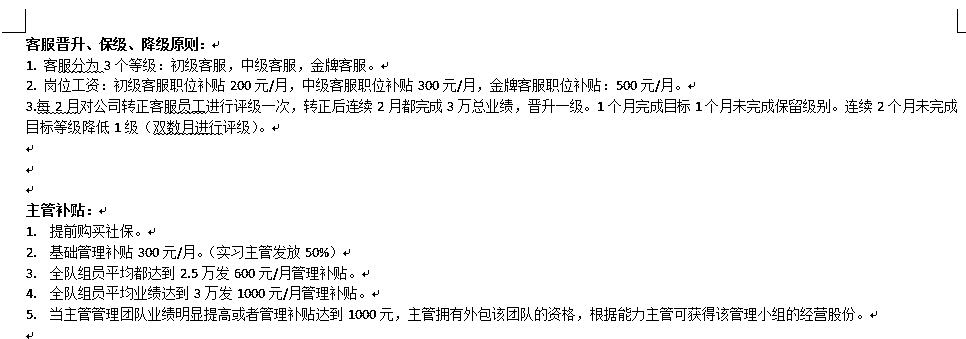 客服晋升、保级、降级原则：
1. 客服分为 3 个等级：初级客服，中级客服，金牌客服。
2. 岗位工资：初级客服职位补贴 200 元/月，中级客服职位补贴 300 元/月，金牌客服职位补贴：500 元/月。
3.每 2 月对公司转正客服员工进行评级一次，转正后连续 2 月都完成 3 万总业绩，晋升一级。1 个月完成目标 1 个月未完成保留级别。连续 2 个月未完成
目标等级降低 1 级（双数月进行评级）。
主管补贴：
1. 提前购买社保。
2. 基础管理补贴 300 元/月。（实习主管发放 50%）
3. 全队组员平均都达到 2.5 万发 600 元/月管理补贴。
4. 全队组员平均业绩达到 3 万发 1000 元/月管理补贴。
5. 当主管管理团队业绩明显提高或者管理补贴达到 1000 元，主管拥有外包该团队的资格，根据能力主管可获得该管理小组的经营股份。